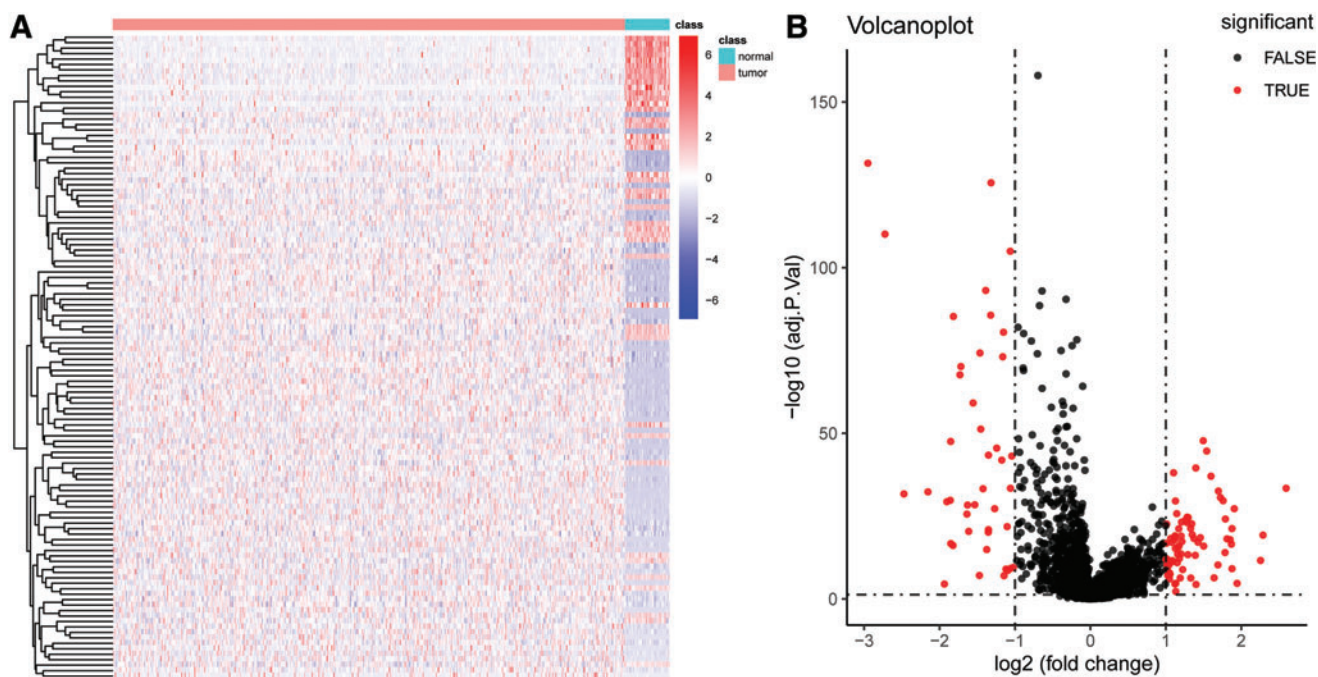 A
class
6
4
2
0
−2
−4
−6
class
normal
tumor
B
Volcanoplot
significant
FALSE
TRUE
−log10 (adj.P.Val)
150
100
50
0
−3
−2
−1
0
1
2
log2 (fold change)